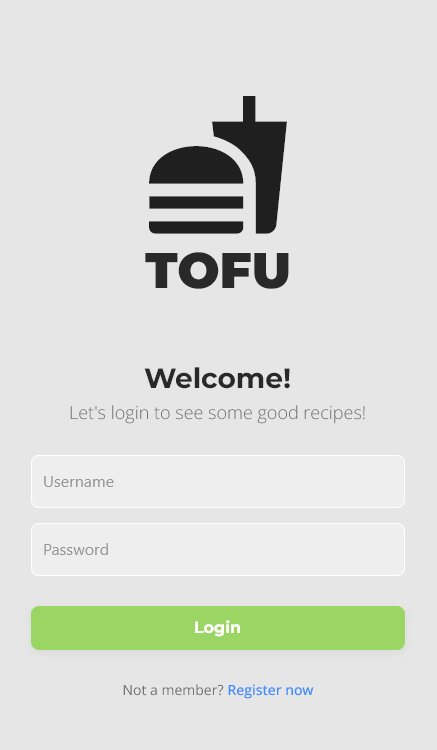 TOFU
Welcome!
Let's login to see some good recipes!
Username
Password
Login
Not a member? Register now